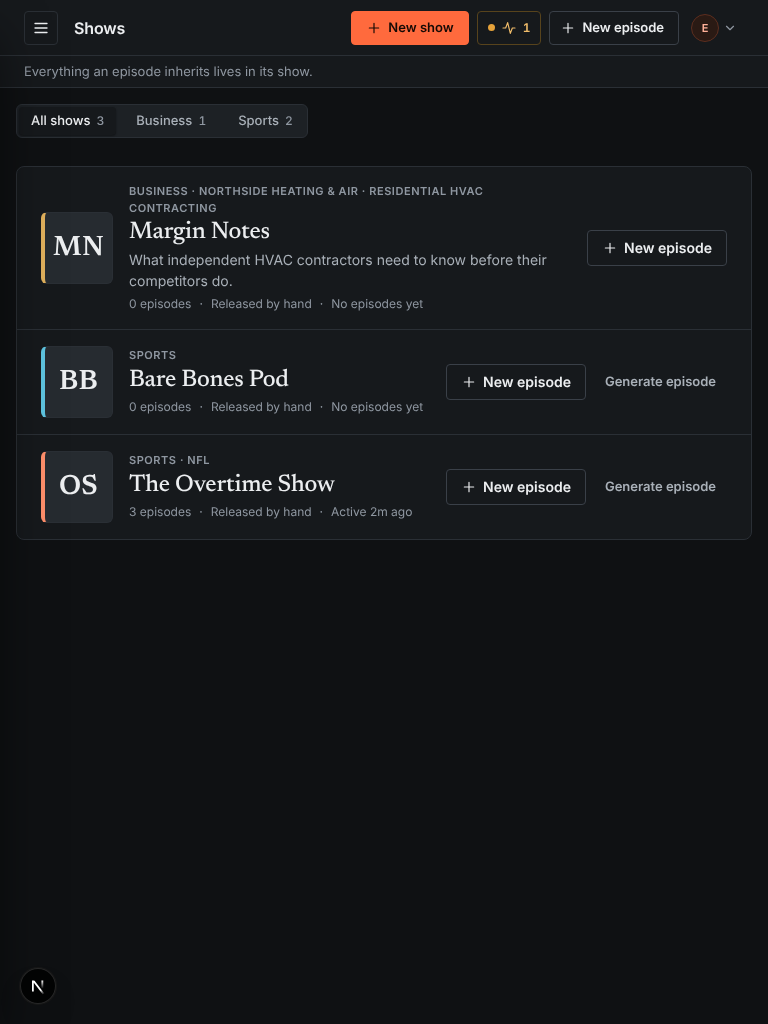 Shows
New show
1
New episode
E
Everything an episode inherits lives in its show.
All shows 3
Business 1
Sports 2
BUSINESS · NORTHSIDE HEATING & AIR · RESIDENTIAL HVAC
CONTRACTING
MN
Margin Notes
What independent HVAC contractors need to know before their
competitors do.
0 episodes · Released by hand · No episodes yet
New episode
SPORTS
BB
Bare Bones Pod
0 episodes · Released by hand · No episodes yet
New episode
Generate episode
SPORTS · NFL
OS
The Overtime Show
3 episodes · Released by hand · Active 2m ago
New episode
Generate episode
N